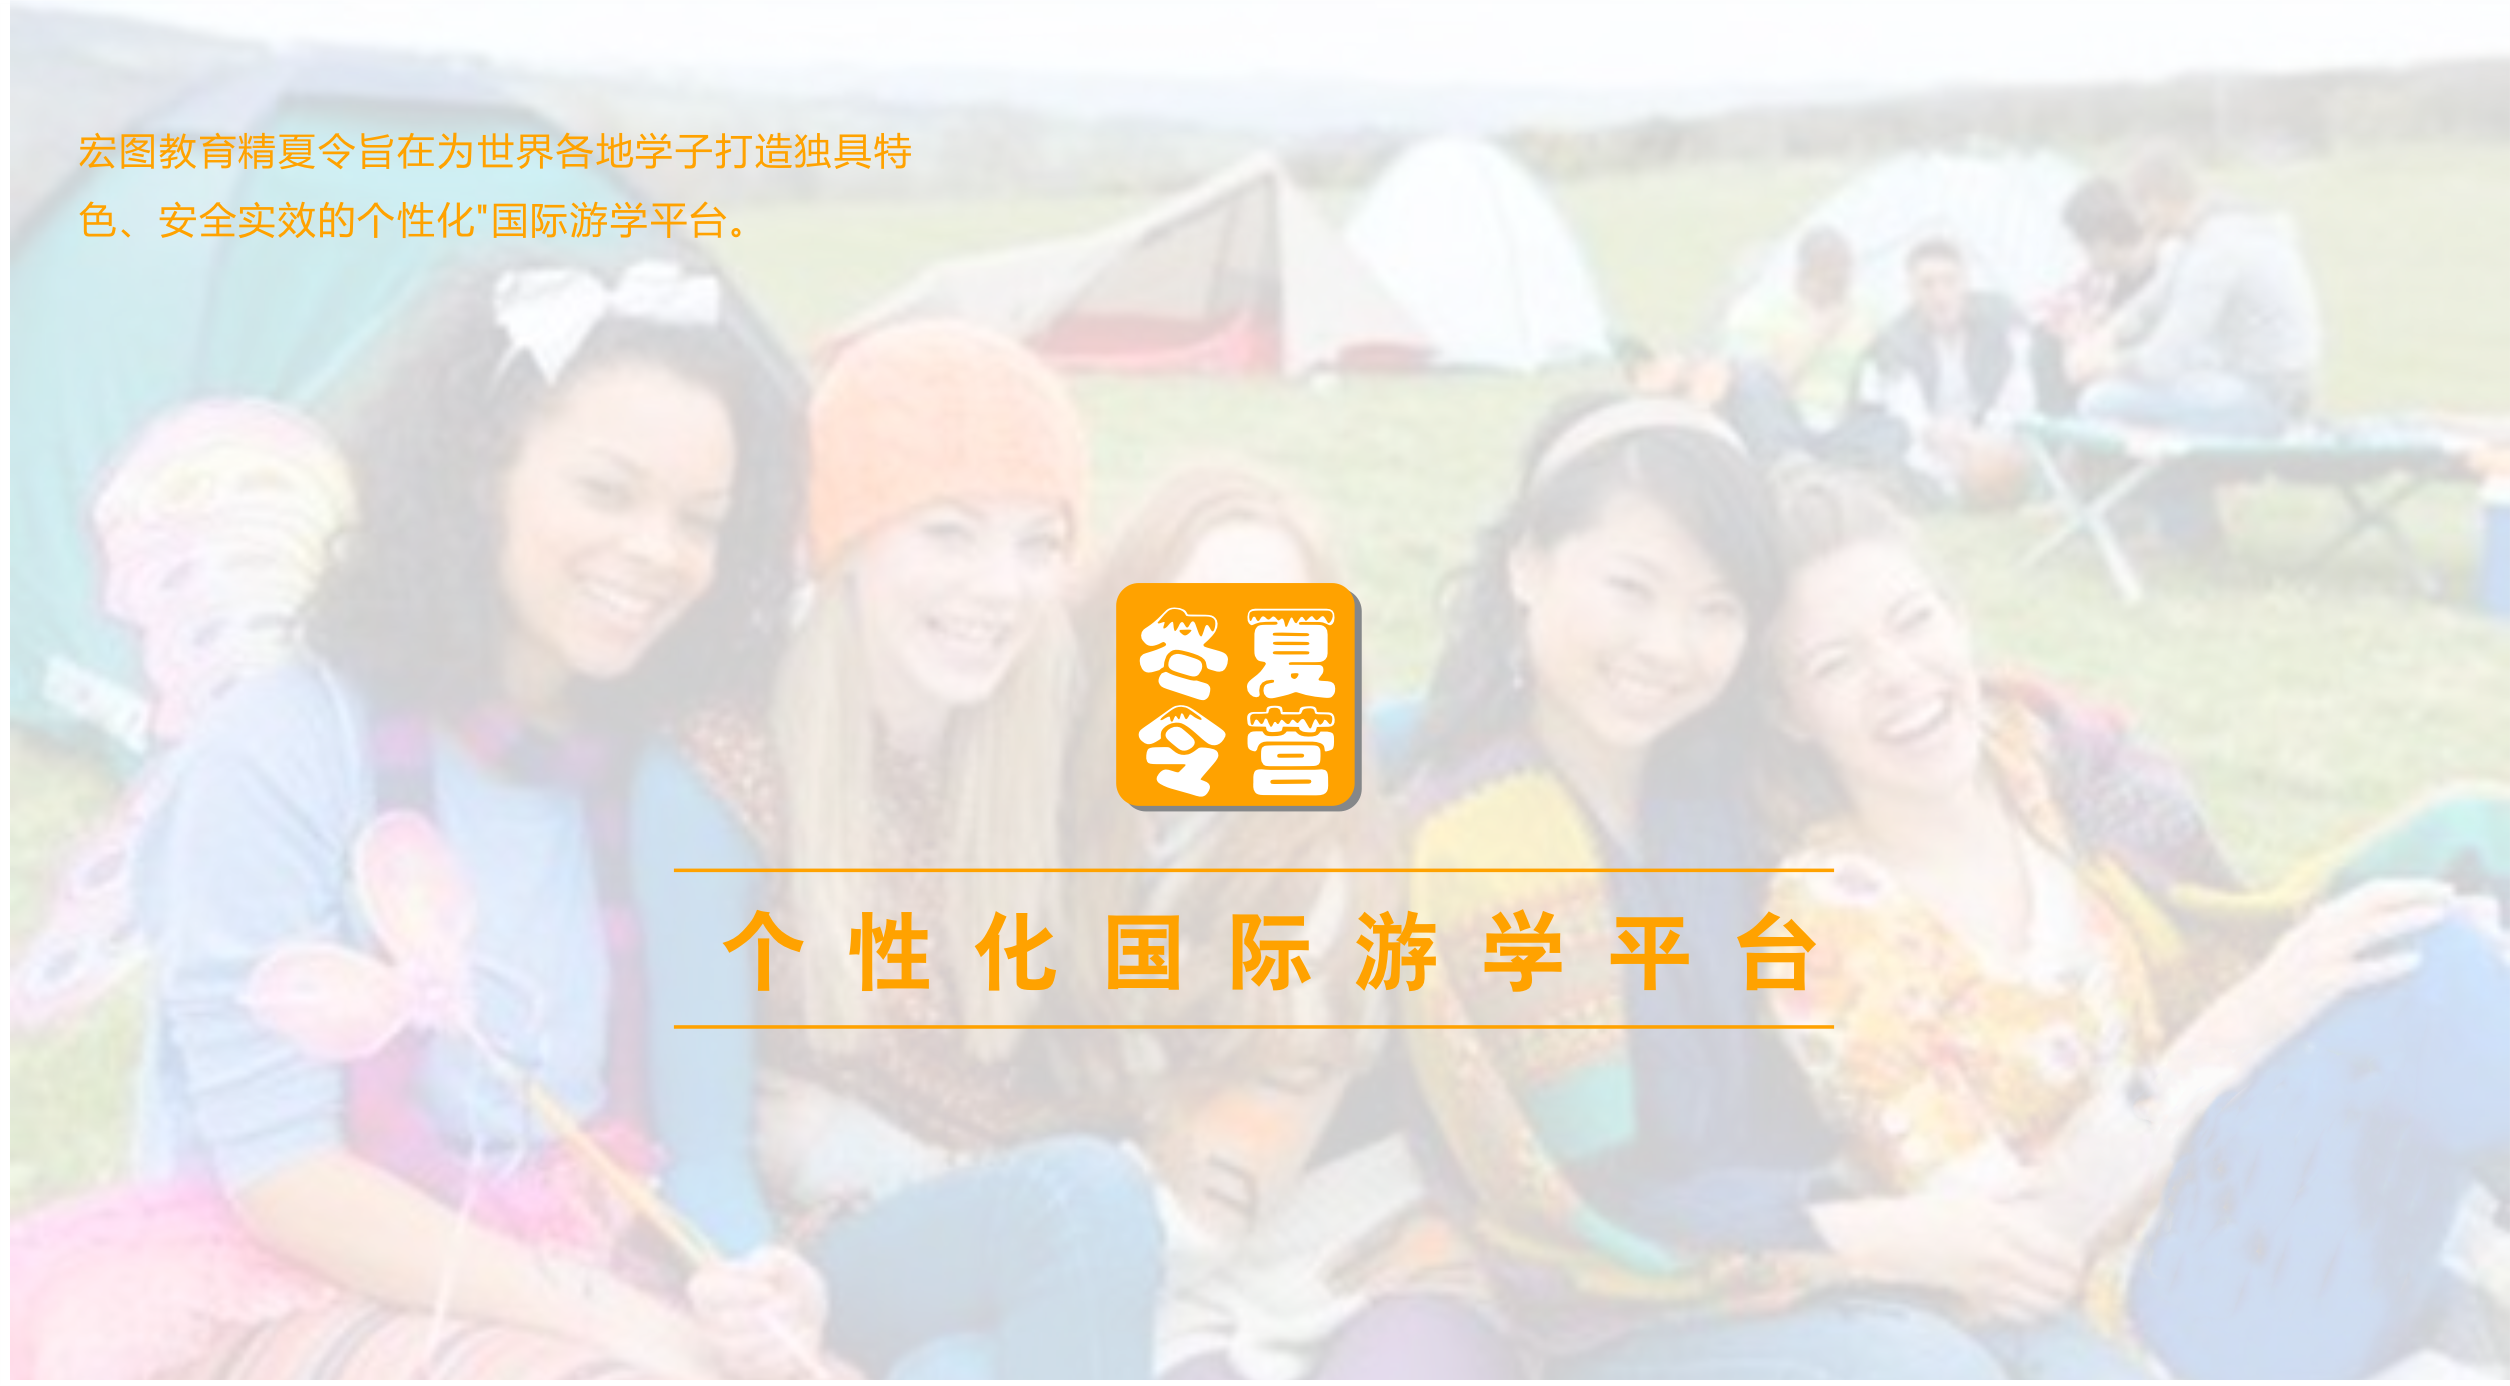 宏图教育精夏令旨在为世界各地学子打造独具特
色、安全实效的个性化"国际游学平台。
冬夏
令营
个性化国际游学平台